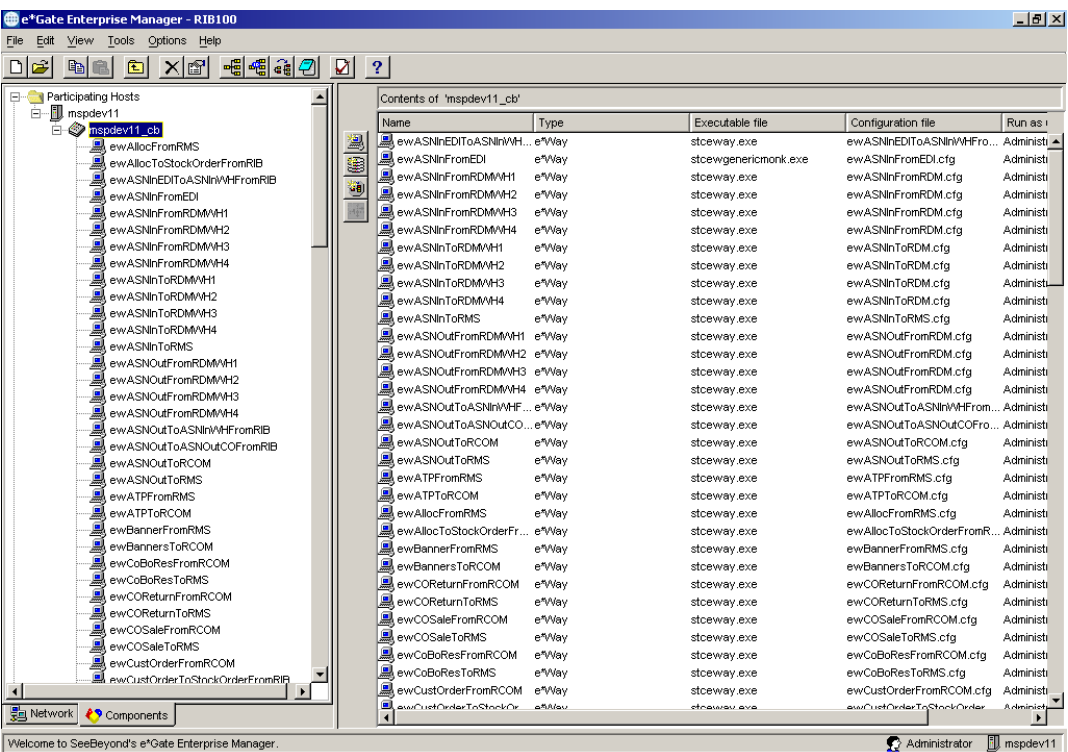 e*Gate Enterprise Manager - RIB100
File Edit View Tools Options Help
Participating Hosts
mspdev11
mspdev11_cb
ewAllocFromRMS
ewAllocToStockOrderFromRIB
ewASNInEDIToASNInWHFromRIB
ewASNInFromEDI
ewASNInFromRDMWH1
ewASNInFromRDMWH2
ewASNInFromRDMWH3
ewASNInFromRDMWH4
ewASNInToRDMWH1
ewASNInToRDMWH2
ewASNInToRDMWH3
ewASNInToRDMWH4
ewASNInToRMS
ewASNOutFromRDMWH1
ewASNOutFromRDMWH2
ewASNOutFromRDMWH3
ewASNOutFromRDMWH4
ewASNOutToASNInWHFromRIB
ewASNOutToASNOutCOFromRIB
ewASNOutToRCOM
ewASNOutToRMS
ewATPFromRMS
ewATPToRCOM
ewBannerFromRMS
ewBannersToRCOM
ewCoBoResFromRCOM
ewCoBoResToRMS
ewCOReturnFromRCOM
ewCOReturnToRMS
ewCOSaleFromRCOM
ewCOSaleToRMS
ewCustOrderFromRCOM
ewCustOrderToStockOrderFromRIB
Network Components
Contents of 'mspdev11_cb'
Name Type Executable file Configuration file Run as
ewASNInEDIToASNInWH... e*Way stceway.exe ewASNInEDIToASNInWHFro... Administ
ewASNInFromEDI e*Way stcewgenericmonk.exe ewASNInFromEDI.cfg Administ
ewASNInFromRDMWH1 e*Way stceway.exe ewASNInFromRDM.cfg Administ
ewASNInFromRDMWH2 e*Way stceway.exe ewASNInFromRDM.cfg Administ
ewASNInFromRDMWH3 e*Way stceway.exe ewASNInFromRDM.cfg Administ
ewASNInFromRDMWH4 e*Way stceway.exe ewASNInFromRDM.cfg Administ
ewASNInToRDMWH1 e*Way stceway.exe ewASNInToRDM.cfg Administ
ewASNInToRDMWH2 e*Way stceway.exe ewASNInToRDM.cfg Administ
ewASNInToRDMWH3 e*Way stceway.exe ewASNInToRDM.cfg Administ
ewASNInToRDMWH4 e*Way stceway.exe ewASNInToRDM.cfg Administ
ewASNInToRMS e*Way stceway.exe ewASNInToRMS.cfg Administ
ewASNOutFromRDMWH1 e*Way stceway.exe ewASNOutFromRDM.cfg Administ
ewASNOutFromRDMWH2 e*Way stceway.exe ewASNOutFromRDM.cfg Administ
ewASNOutFromRDMWH3 e*Way stceway.exe ewASNOutFromRDM.cfg Administ
ewASNOutFromRDMWH4 e*Way stceway.exe ewASNOutFromRDM.cfg Administ
ewASNOutToASNInWHF... e*Way stceway.exe ewASNOutToASNInWHFrom... Administ
ewASNOutToASNOutCO... e*Way stceway.exe ewASNOutToASNOutCOFro... Administ
ewASNOutToRCOM e*Way stceway.exe ewASNOutToRCOM.cfg Administ
ewASNOutToRMS e*Way stceway.exe ewASNOutToRMS.cfg Administ
ewATPFromRMS e*Way stceway.exe ewATPFromRMS.cfg Administ
ewATPToRCOM e*Way stceway.exe ewATPToRCOM.cfg Administ
ewAllocFromRMS e*Way stceway.exe ewAllocFromRMS.cfg Administ
ewAllocToStockOrderFr... e*Way stceway.exe ewAllocToStockOrderFromR... Administ
ewBannerFromRMS e*Way stceway.exe ewBannerFromRMS.cfg Administ
ewBannersToRCOM e*Way stceway.exe ewBannersToRCOM.cfg Administ
ewCOReturnFromRCOM e*Way stceway.exe ewCOReturnFromRCOM.cfg Administ
ewCOReturnToRMS e*Way stceway.exe ewCOReturnToRMS.cfg Administ
ewCOSaleFromRCOM e*Way stceway.exe ewCOSaleFromRCOM.cfg Administ
ewCOSaleToRMS e*Way stceway.exe ewCOSaleToRMS.cfg Administ
ewCoBoResFromRCOM e*Way stceway.exe ewCoBoResFromRCOM.cfg Administ
ewCoBoResToRMS e*Way stceway.exe ewCoBoResToRMS.cfg Administ
ewCustOrderFromRCOM e*Way stceway.exe ewCustOrderFromRCOM.cfg Administ
ewCustOrderToStockOr... e*Way stceway.exe ewCustOrderToStockOrder... Administ
Welcome to SeeBeyond's e*Gate Enterprise Manager. Administrator mspdev11